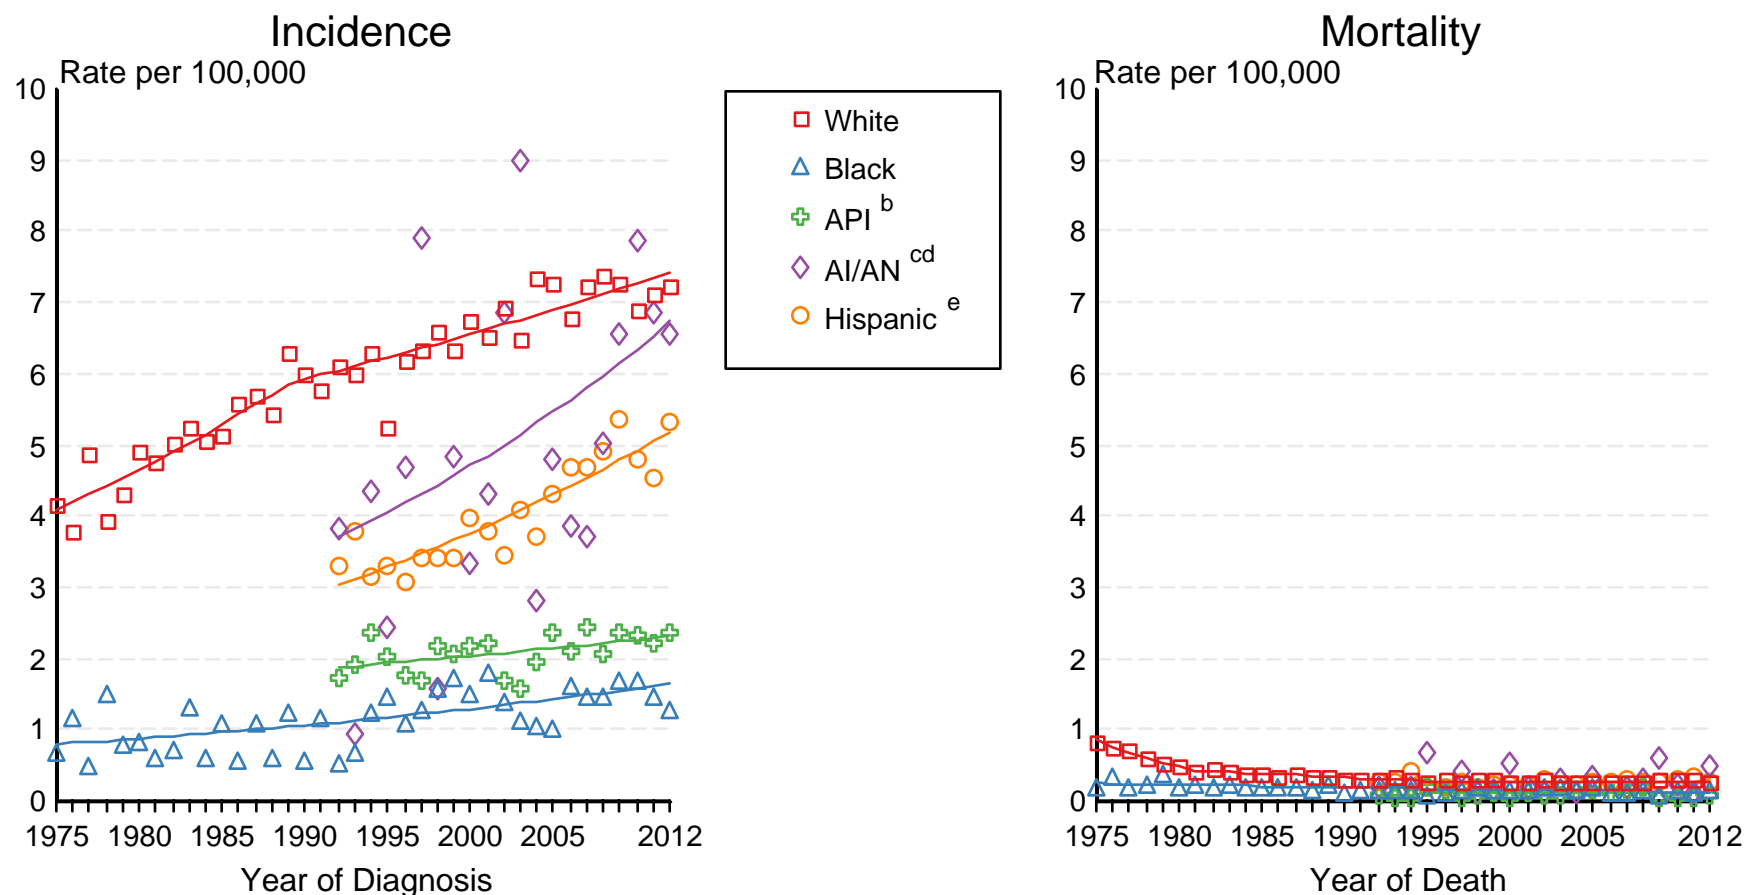 Incidence
Mortality
Rate per 100,000
Rate per 100,000
10
9
8
7
6
5
4
3
2
1
0
1975 1980 1985 1990 1995 2000 2005 2012
Year of Diagnosis
White
Black
API b
AI/AN cd
Hispanic e
10
9
8
7
6
5
4
3
2
1
0
1975 1980 1985 1990 1995 2000 2005 2012
Year of Death